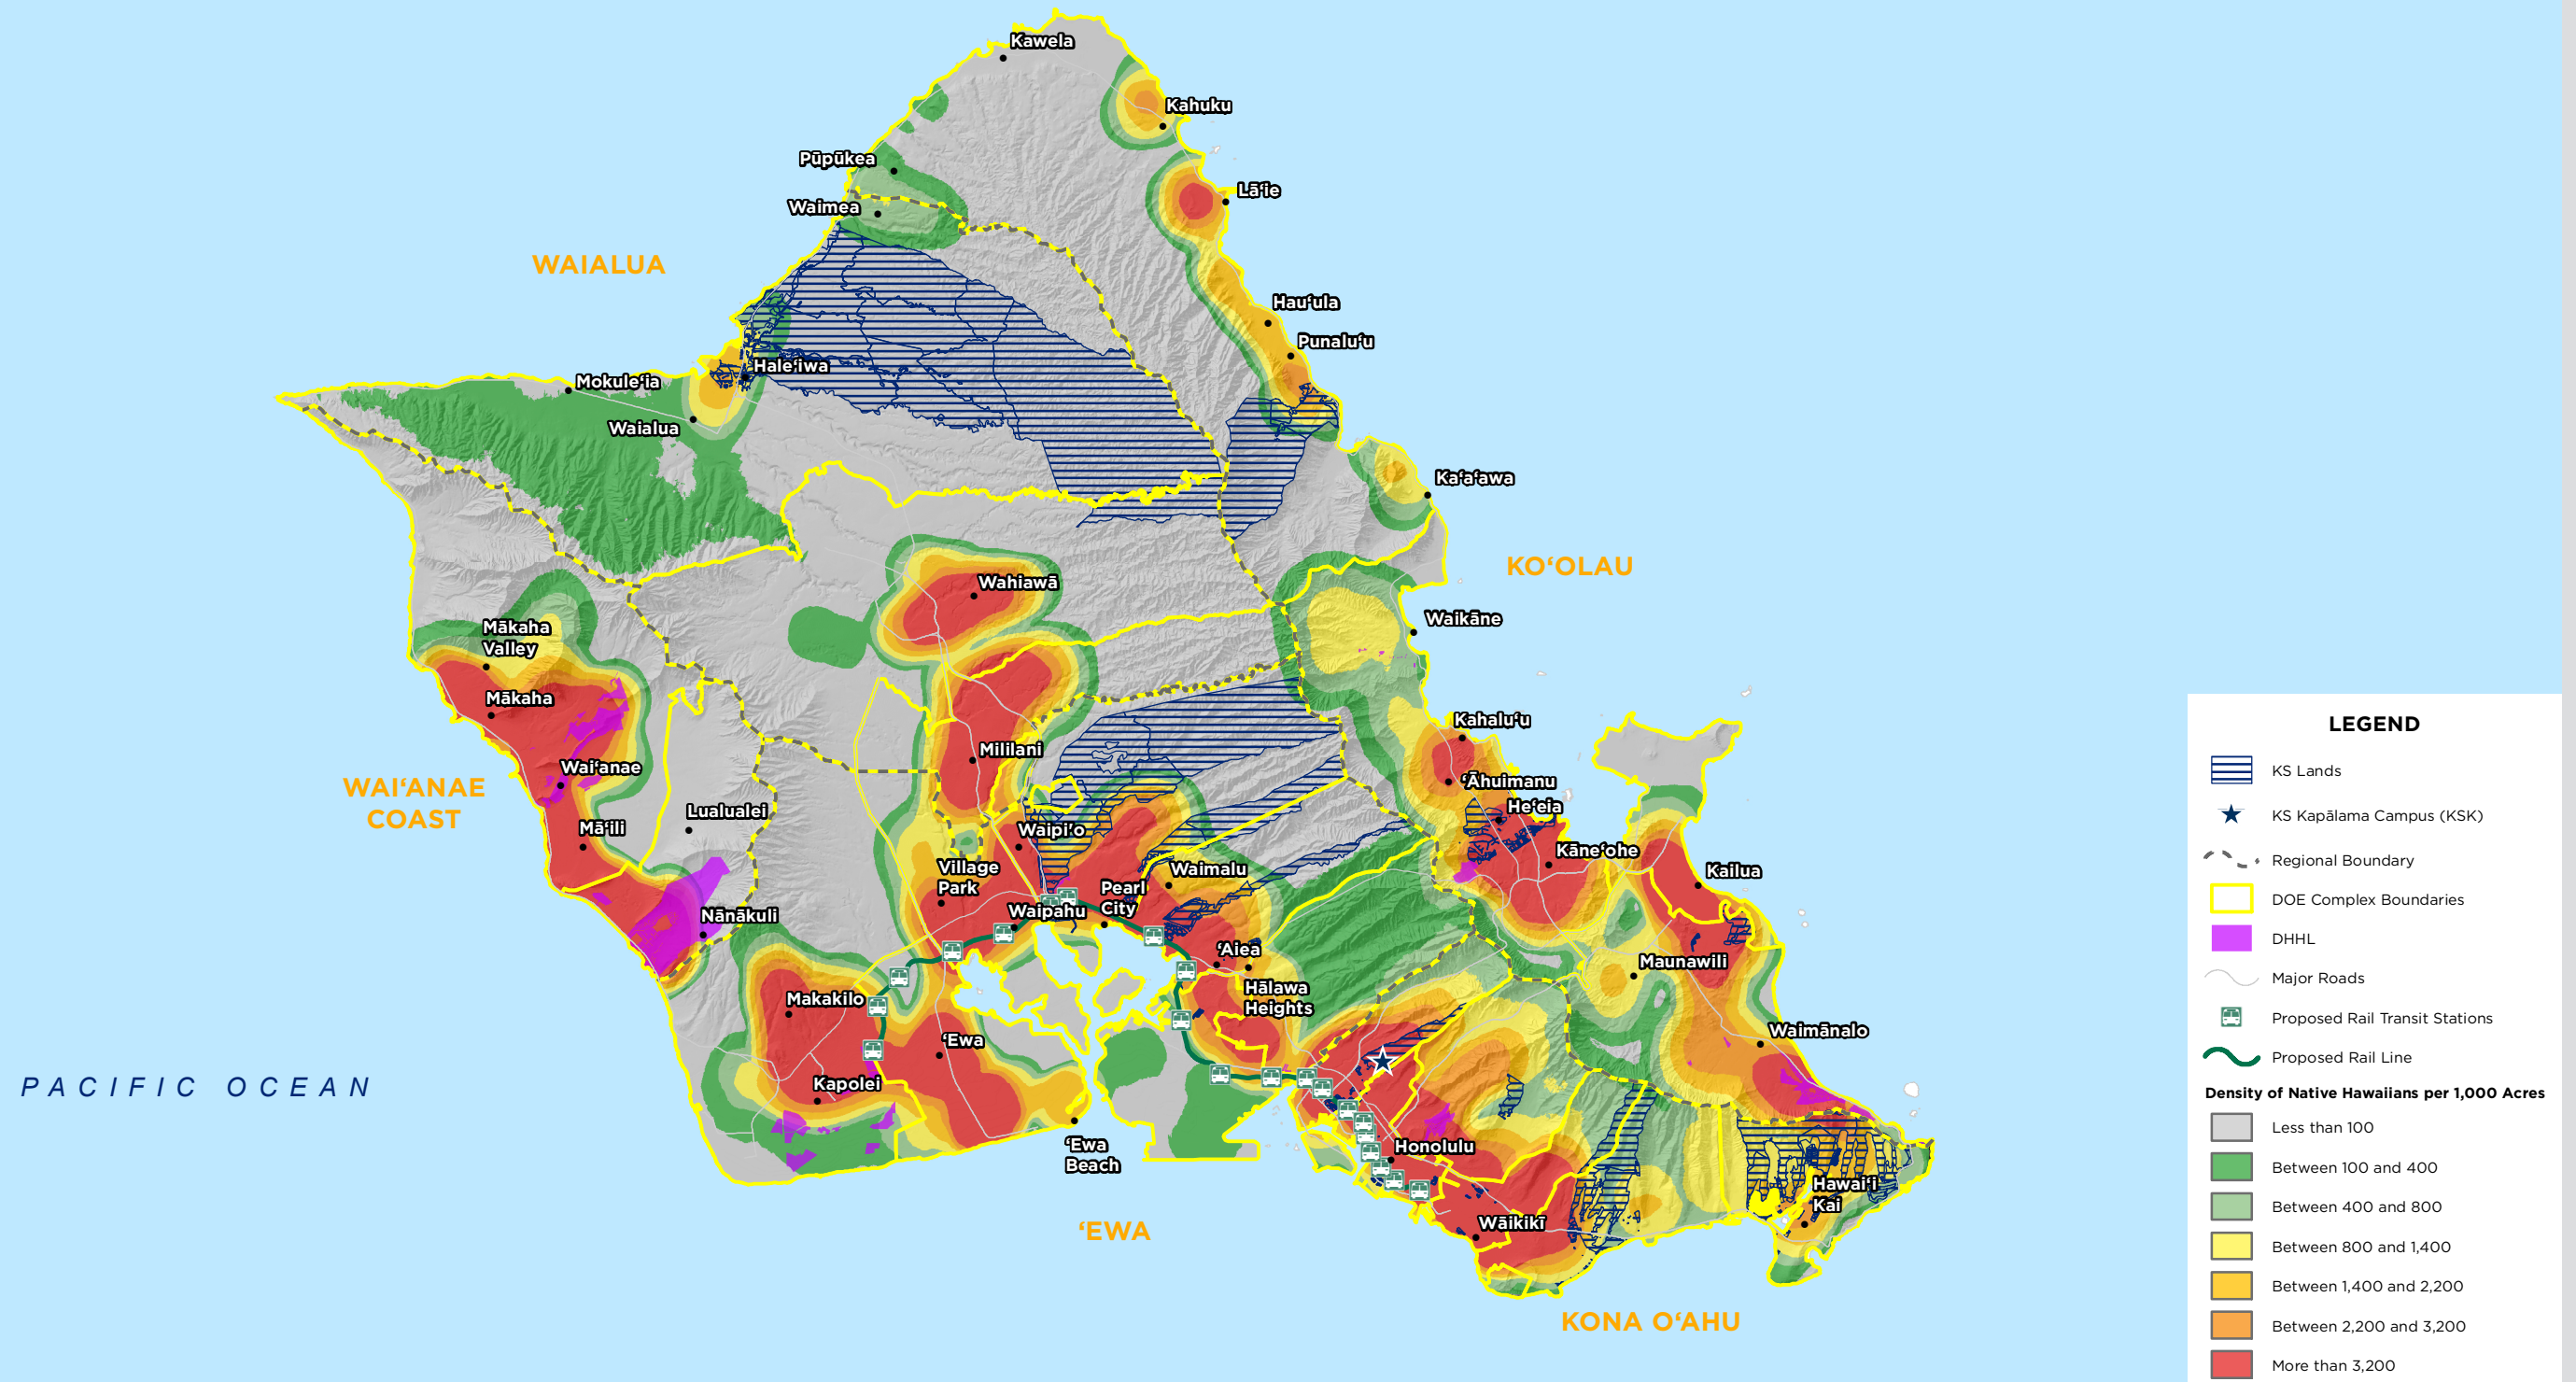 Kawela
Kahuku
Pūpūkea
Lāʻie
Waimea
WAIALUA
Hauʻula
Punaluʻu
Haleʻiwa
Mokuleʻia
Waialua
Kaʻaʻawa
KOʻOLAU
Wahiawā
Waikāne
Mākaha
Valley
Mākaha
Kahaluʻu
Mililani
Waiʻanae
ʻĀhuimanu
WAIʻANAE
COAST
Heʻeia
Lualualei
Māʻili
Waipiʻo
Kāneʻohe
Village
Park
Waimalu
Kailua
Pearl
City
Nānākuli
Waipahu
ʻAiea
Maunawili
Hālawa
Heights
Makakilo
Waimānalo
ʻEwa
Kapolei
PACIFIC OCEAN
ʻEwa
Beach
Honolulu
Hawaiʻi
Kai
Wāikikī
ʻEWA
KONA OʻAHU
LEGEND
KS Lands
KS Kapālama Campus (KSK)
Regional Boundary
DOE Complex Boundaries
DHHL
Major Roads
Proposed Rail Transit Stations
Proposed Rail Line
Density of Native Hawaiians per 1,000 Acres
Less than 100
Between 100 and 400
Between 400 and 800
Between 800 and 1,400
Between 1,400 and 2,200
Between 2,200 and 3,200
More than 3,200